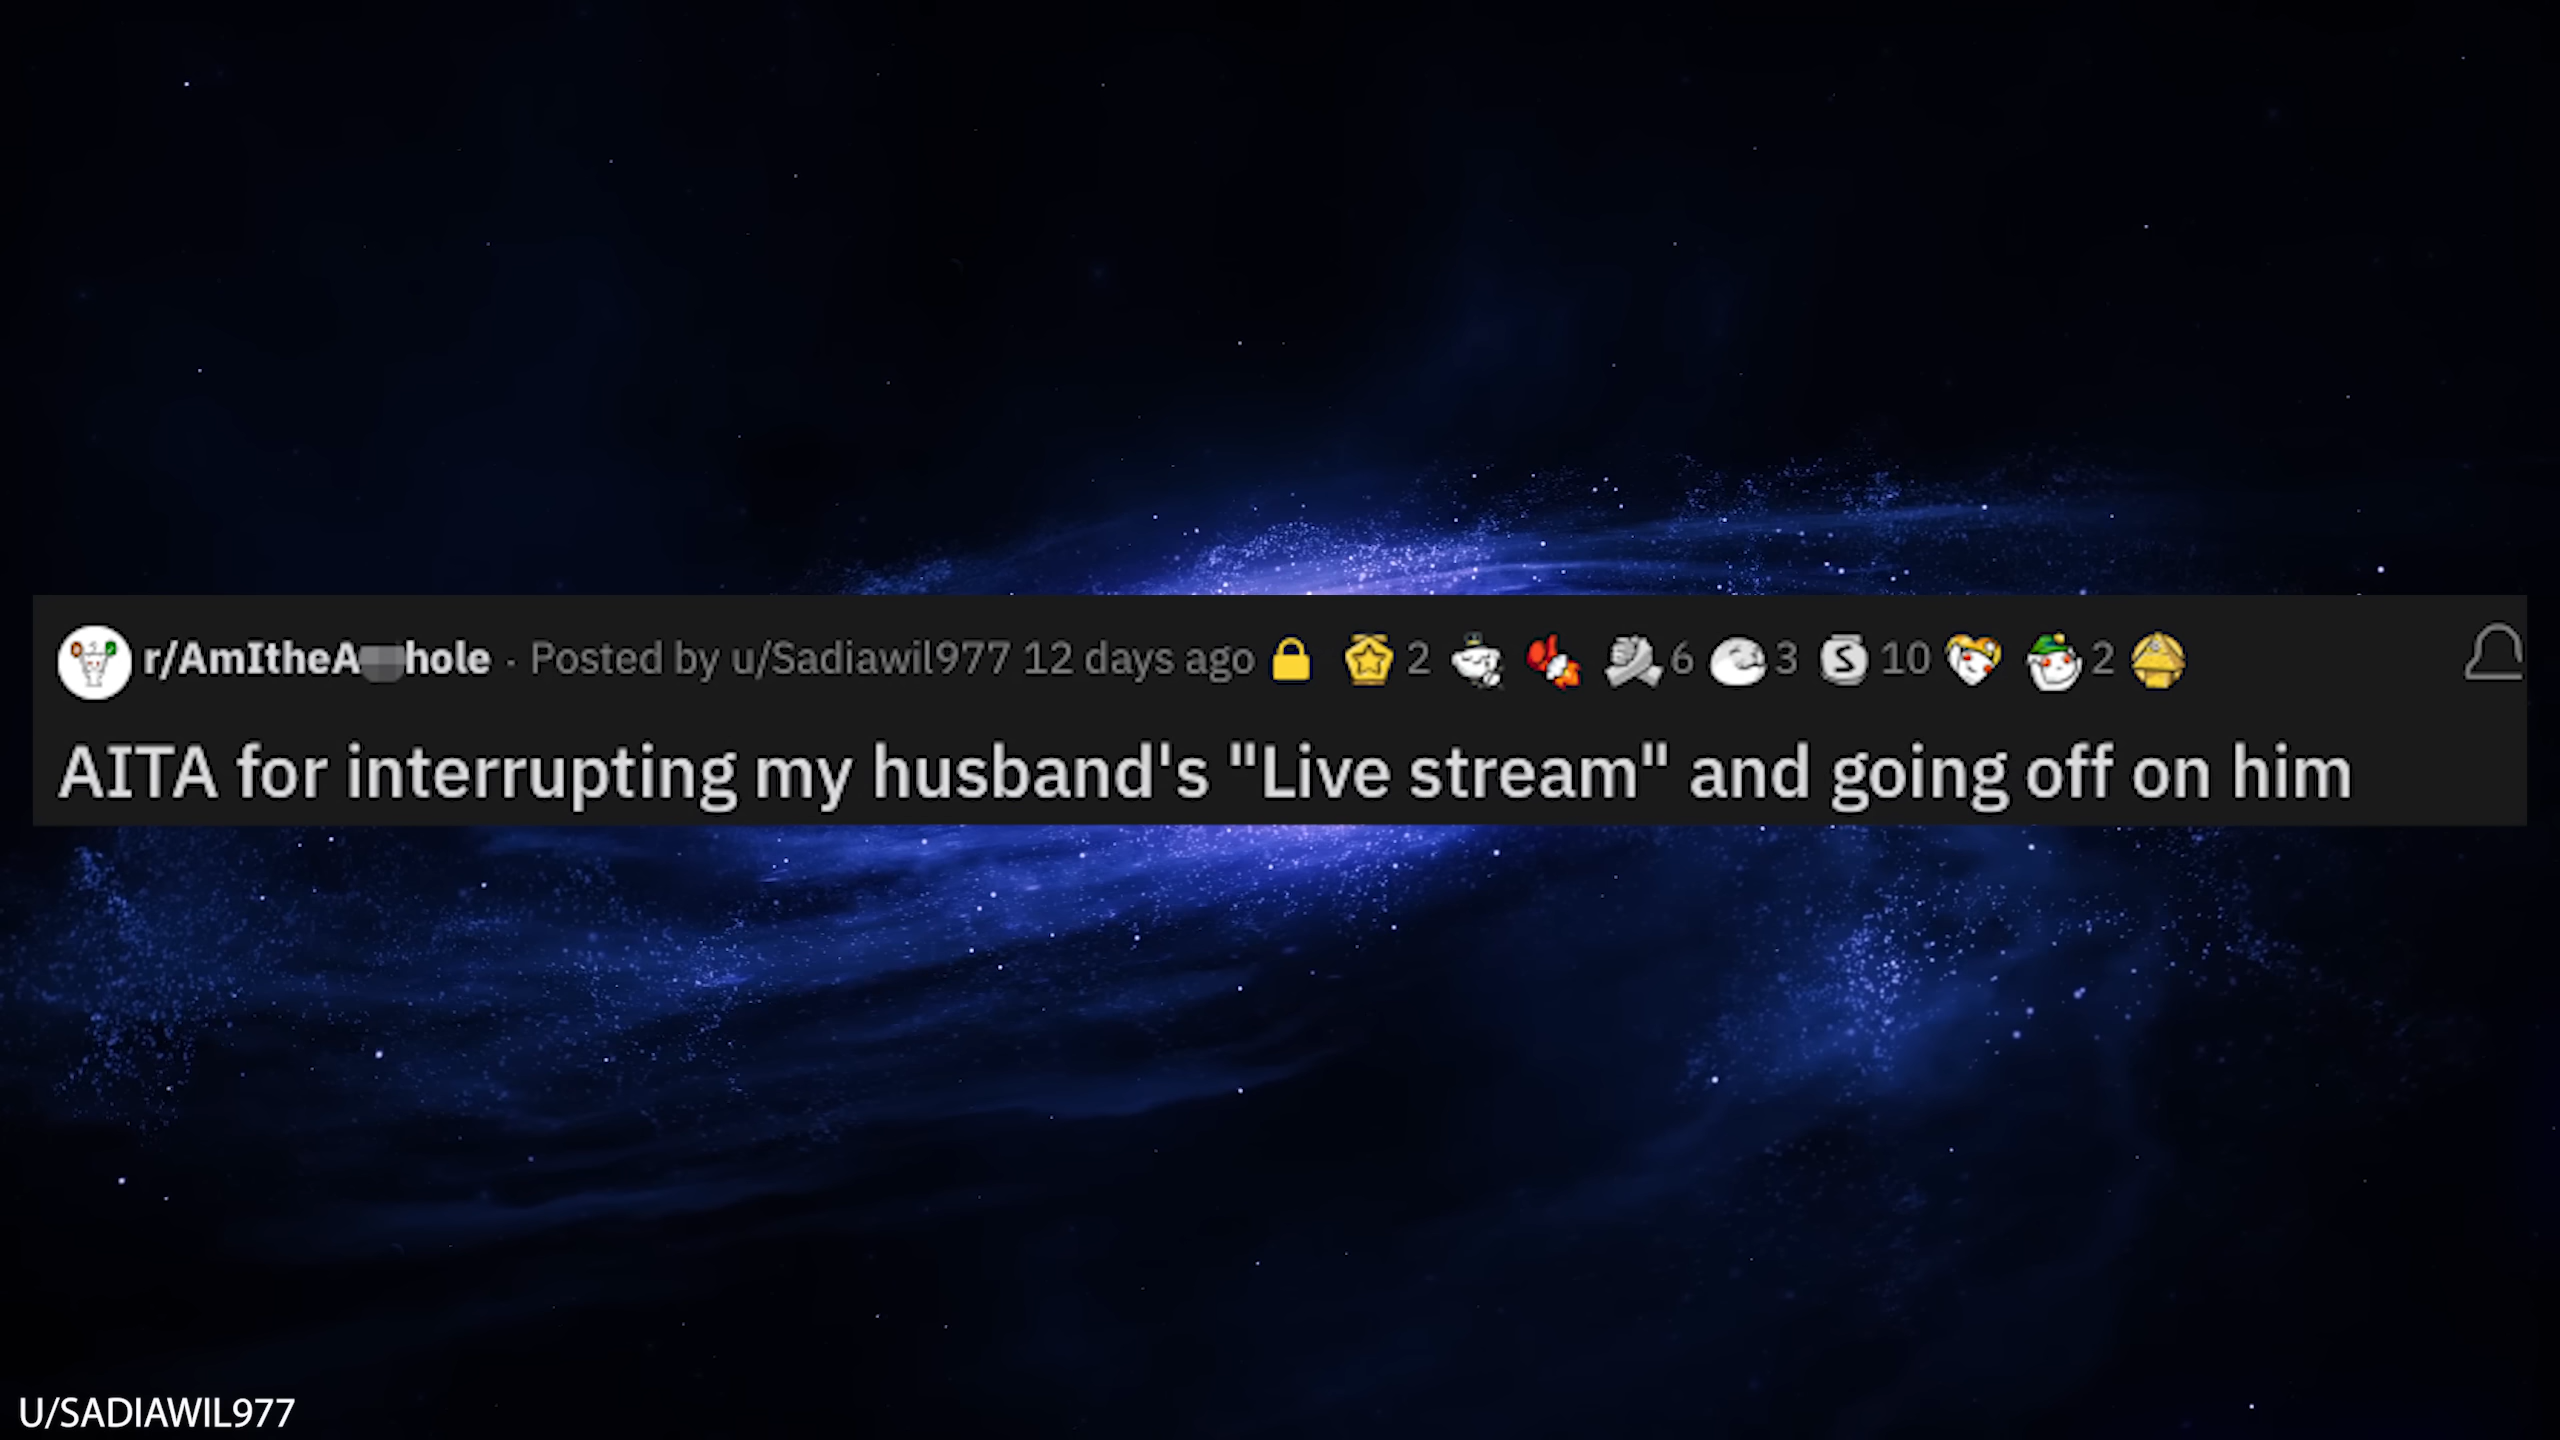 r/AmItheA hole · Posted by u/Sadiawil977 12 days ago 2 6 3 S 10 2
AITA for interrupting my husband's "Live stream" and going off on him
U/SADIAWIL977